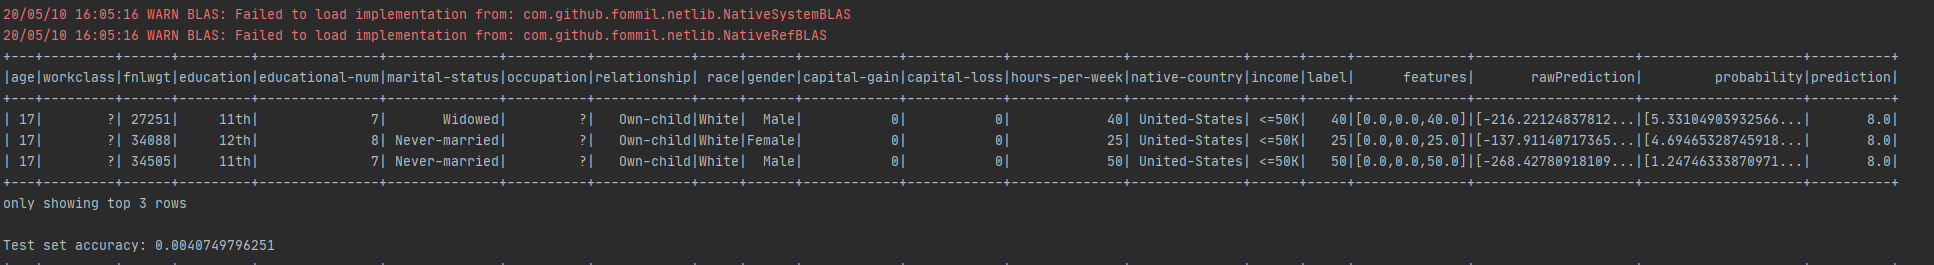 20/05/10 16:05:16 WARN BLAS: Failed to load implementation from: com.github.fommil.netlib.NativeSystemBLAS
20/05/10 16:05:16 WARN BLAS: Failed to load implementation from: com.github.fommil.netlib.NativeRefBLAS
+---+---------+------+---------+---------------+--------------+----------+------------+-----+------+------------+------------+--------------+--------------+------+-----+--------------+--------------------+--------------------+----------+
|age|workclass|fnlwgt|education|educational-num|marital-status|occupation|relationship| race|gender|capital-gain|capital-loss|hours-per-week|native-country|income|label|      features|       rawPrediction|         probability|prediction|
+---+---------+------+---------+---------------+--------------+----------+------------+-----+------+------------+------------+--------------+--------------+------+-----+--------------+--------------------+--------------------+----------+
| 17|        ?| 27251|     11th|              7|       Widowed|         ?|   Own-child|White|  Male|           0|           0|            40| United-States| <=50K|   40|[0.0,0.0,40.0]|[-216.22124837812...|[5.33104903932566...|       8.0|
| 17|        ?| 34088|     12th|              8| Never-married|         ?|   Own-child|White|Female|           0|           0|            25| United-States| <=50K|   25|[0.0,0.0,25.0]|[-137.91140717365...|[4.69465328745918...|       8.0|
| 17|        ?| 34505|     11th|              7| Never-married|         ?|   Own-child|White|  Male|           0|           0|            50| United-States| <=50K|   50|[0.0,0.0,50.0]|[-268.42780918109...|[1.24746333870971...|       8.0|
+---+---------+------+---------+---------------+--------------+----------+------------+-----+------+------------+------------+--------------+--------------+------+-----+--------------+--------------------+--------------------+----------+
only showing top 3 rows
Test set accuracy: 0.0040749796251